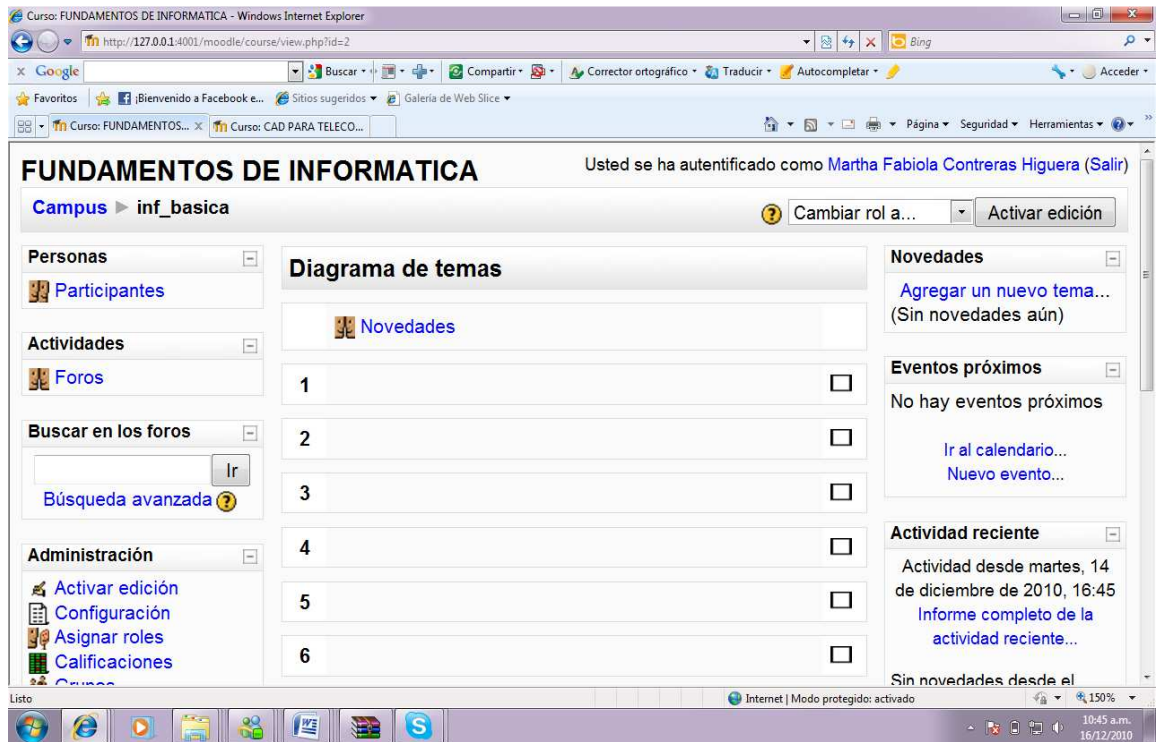 Curso: FUNDAMENTOS DE INFORMATICA - Windows Internet Explorer
http://127.0.0.1:4001/moodle/course/view.php?id=2
Bing
x Google
Buscar
Compartir
Corrector ortográfico
Traducir
Autocompletar
Acceder
Favoritos
¡Bienvenido a Facebook e...
Sitios sugeridos
Galería de Web Slice
Curso: FUNDAMENTOS... X
Curso: CAD PARA TELECO...
Página
Seguridad
Herramientas
FUNDAMENTOS DE INFORMATICA
Usted se ha autentificado como Martha Fabiola Contreras Higuera (Salir)
Campus ► inf_basica
Cambiar rol a...
Activar edición
Personas
Participantes
Actividades
Foros
Buscar en los foros
Ir
Búsqueda avanzada
Administración
Activar edición
Configuración
Asignar roles
Calificaciones
Grupos
Diagrama de temas
Novedades
1
2
3
4
5
6
Novedades
Agregar un nuevo tema...
(Sin novedades aún)
Eventos próximos
No hay eventos próximos
Ir al calendario...
Nuevo evento...
Actividad reciente
Actividad desde martes, 14
de diciembre de 2010, 16:45
Informe completo de la
actividad reciente...
Sin novedades desde el
Listo
Internet | Modo protegido: activado
150%
10:45 a.m.
16/12/2010